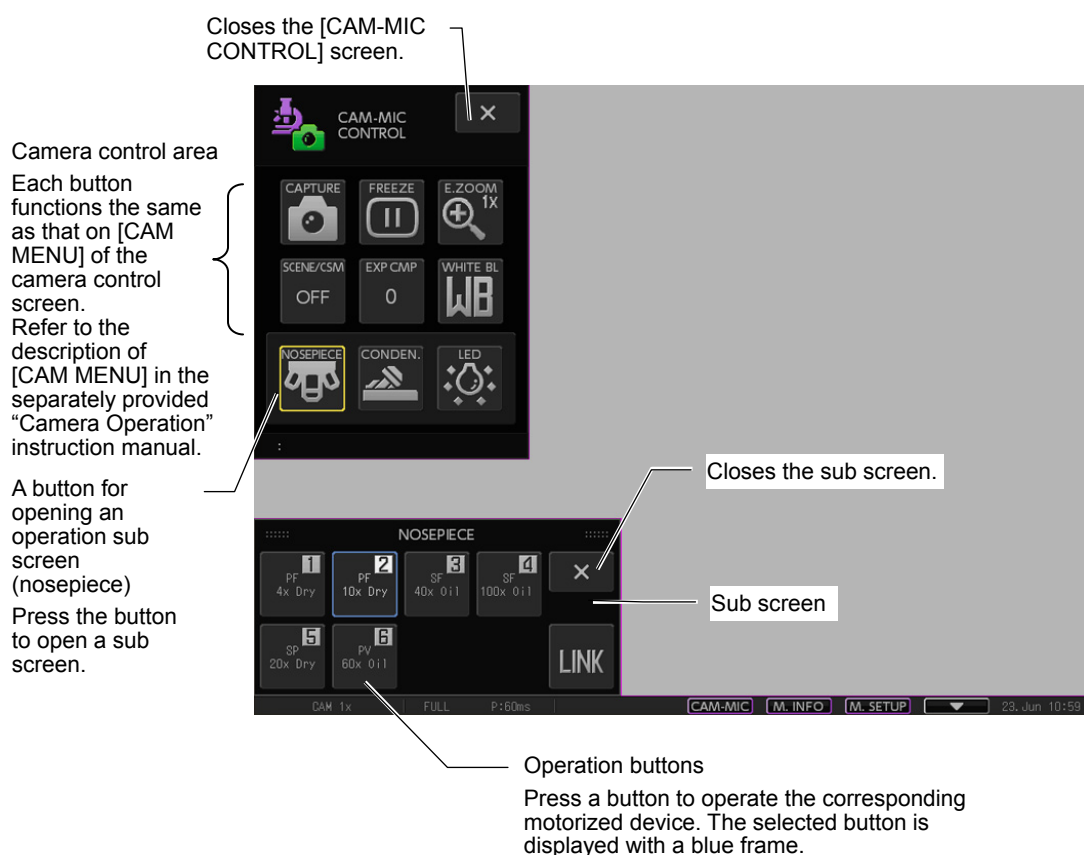 Closes the [CAM-MIC
CONTROL] screen.
CAM-MIC
CONTROL
×
Camera control area
Each button
functions the same
as that on [CAM
MENU] of the
camera control
screen.
Refer to the
description of
[CAM MENU] in the
separately provided
“Camera Operation”
instruction manual.
CAPTURE FREEZE E.ZOOM
1X
SCENE/CSM EXP CMP WHITE BL
OFF 0 WB
NOSEPIECE CONDEN. LED
:
A button for
opening an
operation sub
screen
(nosepiece)
Press the button
to open a sub
screen.
Closes the sub screen.
Sub screen
NOSEPIECE
1 2 3 4 ×
PF PF SF SF
4x Dry 10x Dry 40x Oil 100x Oil
5 6
SP PV
20x Dry 60x Oil
LINK
CAM 1x FULL P:60ms CAM-MIC M. INFO M. SETUP 23.Jun 10:59
Operation buttons
Press a button to operate the corresponding
motorized device. The selected button is
displayed with a blue frame.